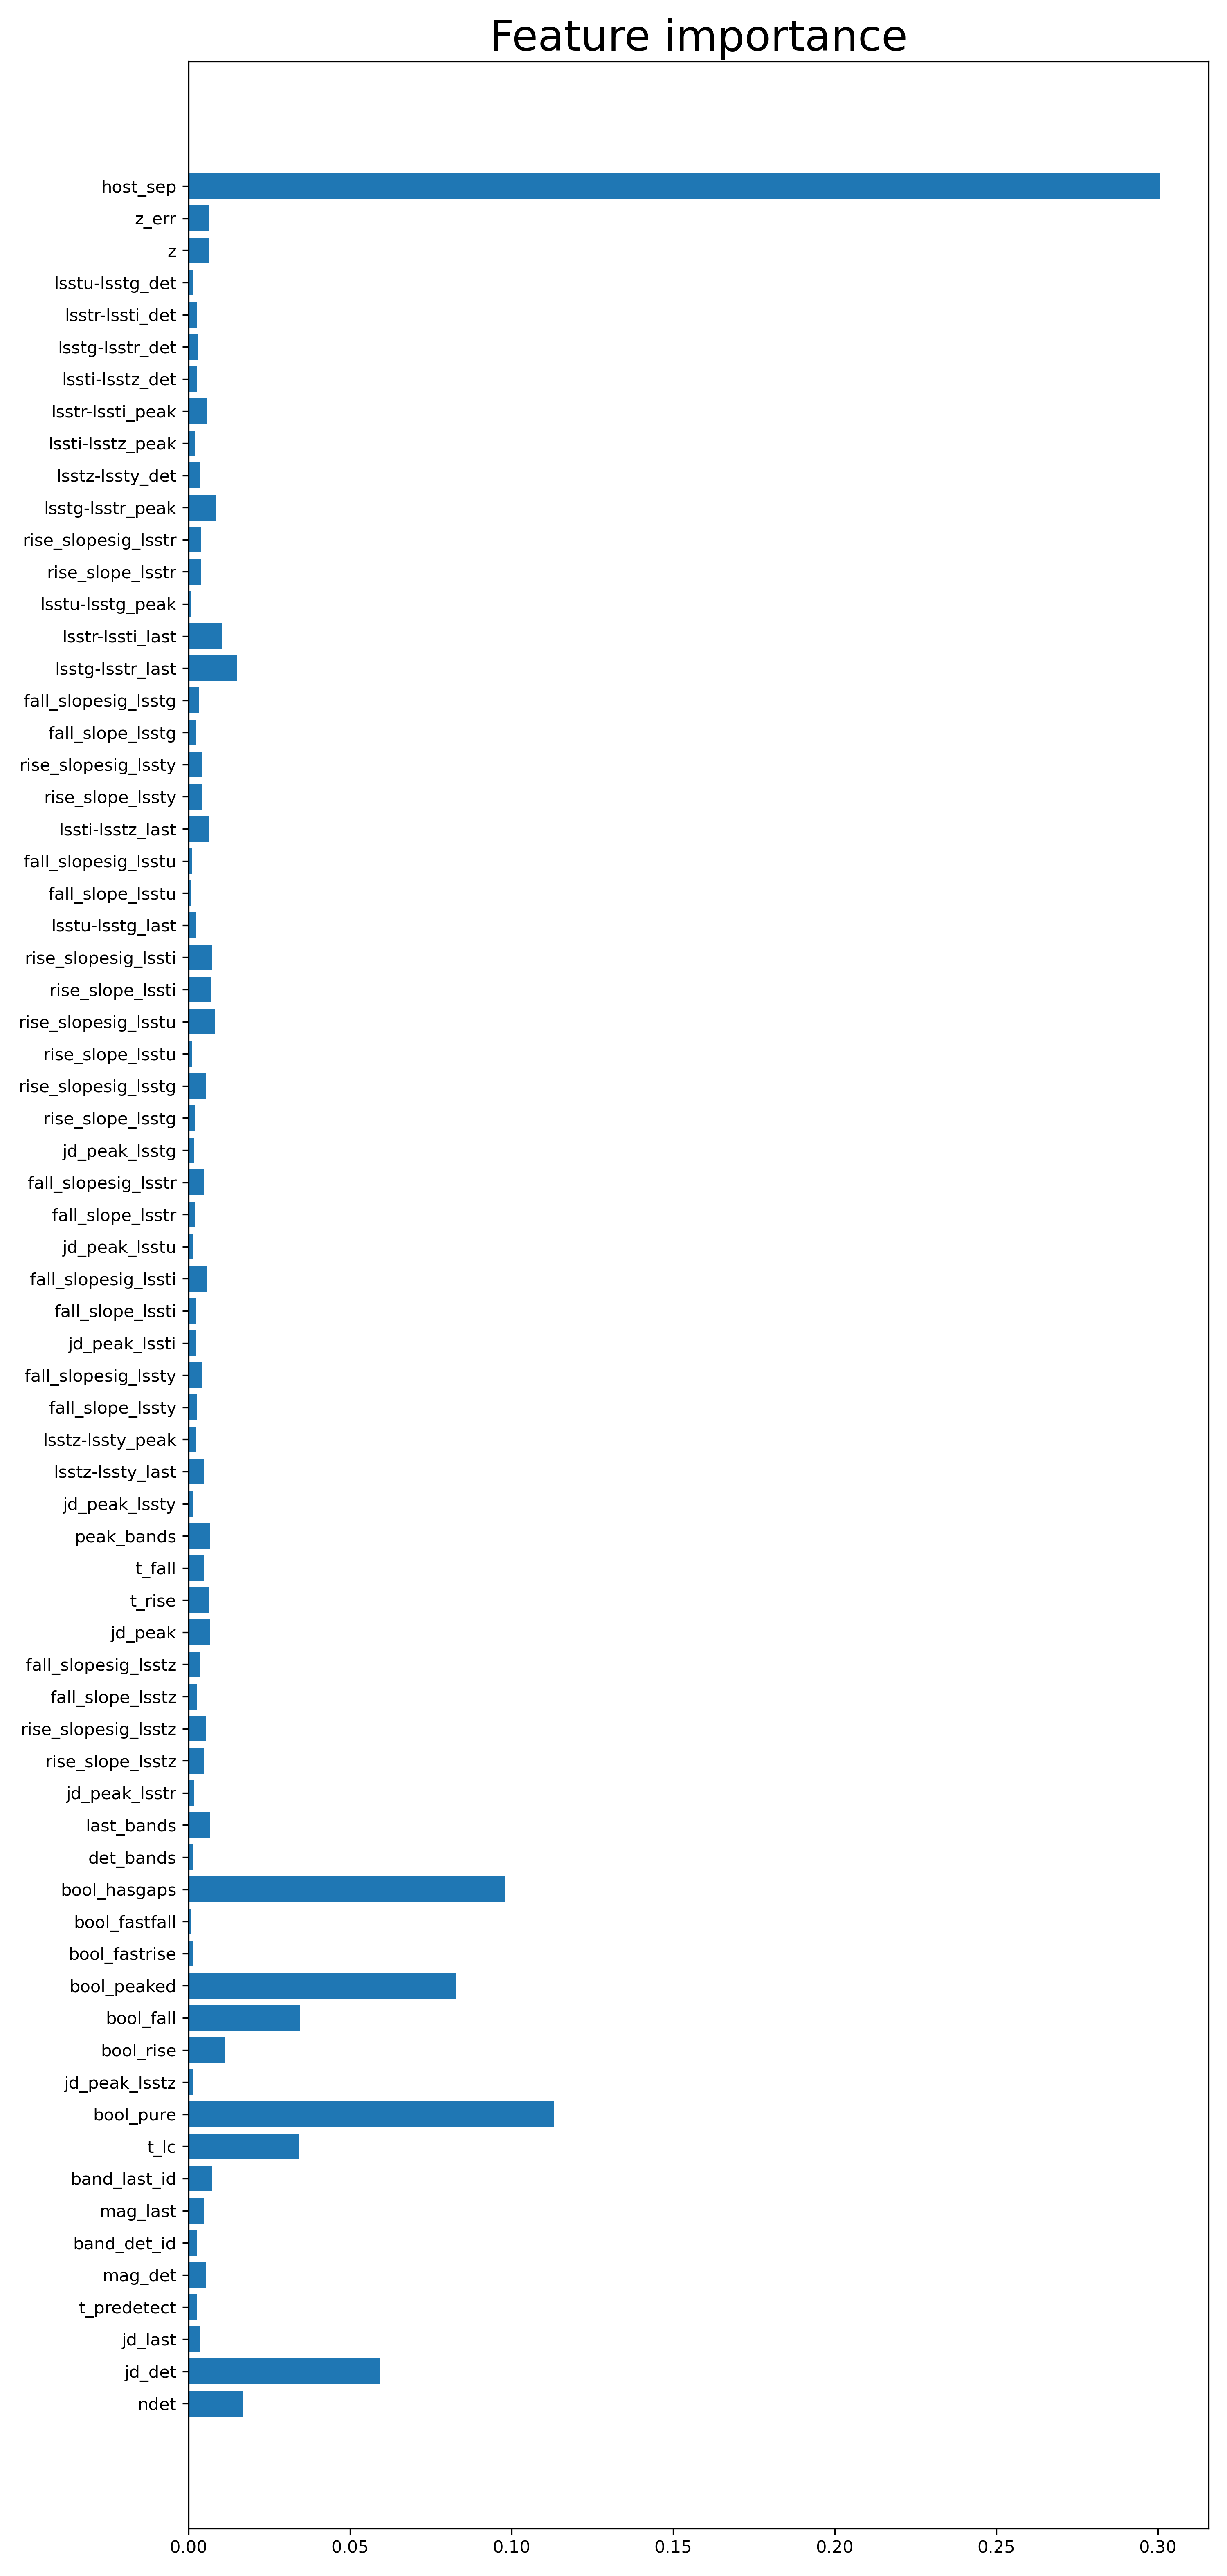 Feature importance
host_sep
z_err
z
lsstu-lsstg_det
lsstr-lssti_det
lsstg-lsstr_det
lssti-lsstz_det
lsstr-lssti_peak
lssti-lsstz_peak
lsstz-lssty_det
lsstg-lsstr_peak
rise_slopesig_lsstr
rise_slope_lsstr
lsstu-lsstg_peak
lsstr-lssti_last
lsstg-lsstr_last
fall_slopesig_lsstg
fall_slope_lsstg
rise_slopesig_lssty
rise_slope_lssty
lssti-lsstz_last
fall_slopesig_lsstu
fall_slope_lsstu
lsstu-lsstg_last
rise_slopesig_lssti
rise_slope_lssti
rise_slopesig_lsstu
rise_slope_lsstu
rise_slopesig_lsstg
rise_slope_lsstg
jd_peak_lsstg
fall_slopesig_lsstr
fall_slope_lsstr
jd_peak_lsstu
fall_slopesig_lssti
fall_slope_lssti
jd_peak_lssti
fall_slopesig_lssty
fall_slope_lssty
lsstz-lssty_peak
lsstz-lssty_last
jd_peak_lssty
peak_bands
t_fall
t_rise
jd_peak
fall_slopesig_lsstz
fall_slope_lsstz
rise_slopesig_lsstz
rise_slope_lsstz
jd_peak_lsstr
last_bands
det_bands
bool_hasgaps
bool_fastfall
bool_fastrise
bool_peaked
bool_fall
bool_rise
jd_peak_lsstz
bool_pure
t_lc
band_last_id
mag_last
band_det_id
mag_det
t_predetect
jd_last
jd_det
ndet
0.00 0.05 0.10 0.15 0.20 0.25 0.30